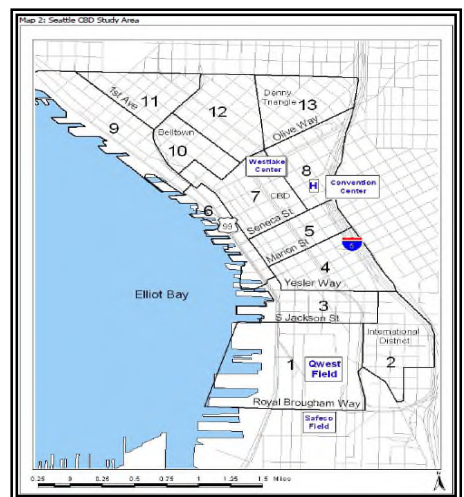 Map 2: Seattle CBD Study Area
1st Ave
11
Denny
Triangle
13
12
9
Belltown
10
Olive Way
Westlake
Center
8
H
Convention
Center
7
CBD
6
99
Seneca St
5
Marion St
5
4
Elliot Bay
Yesler Way
3
S Jackson St
International
District
1
Qwest
Field
2
Royal Brougham Way
Safeco
Field
0.25 0 0.25 0.5 0.75 1 1.25 1.5 Miles
N